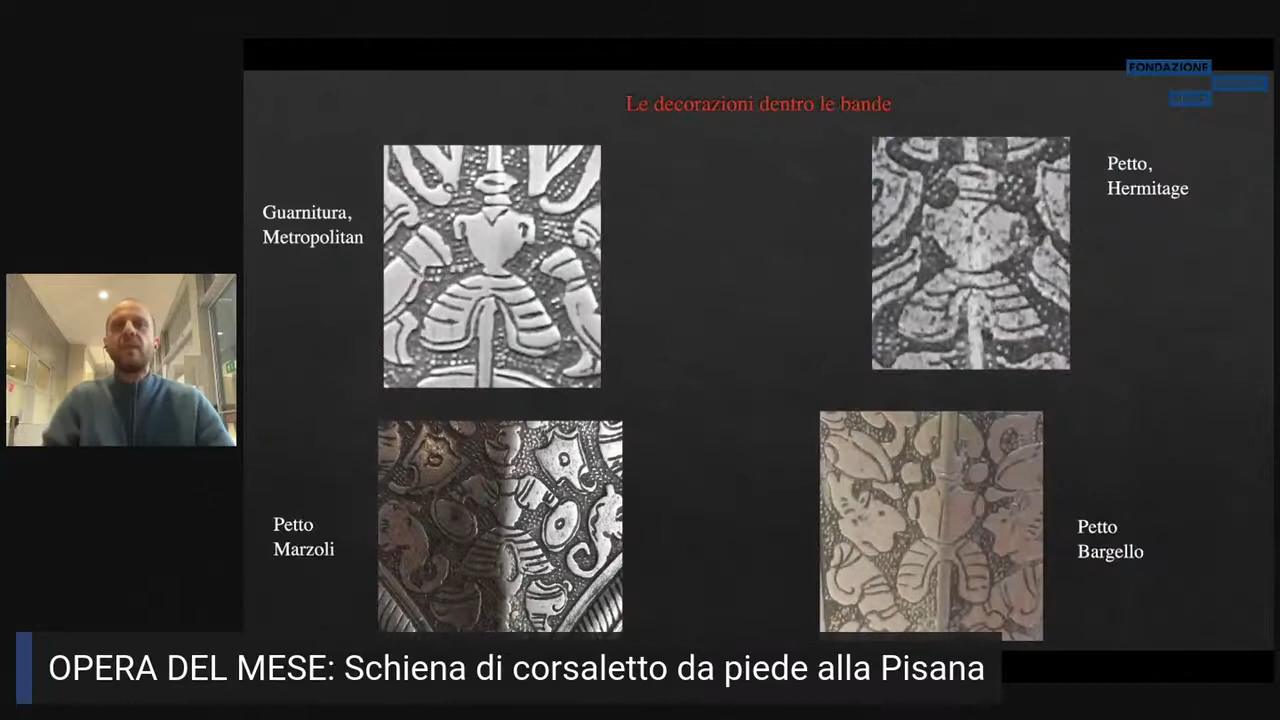 FONDAZIONE
Le decorazioni dentro le bande
Guarnitura,
Metropolitan
Petto,
Hermitage
Petto
Marzoli
Petto
Bargello
OPERA DEL MESE: Schiena di corsaletto da piede alla Pisana